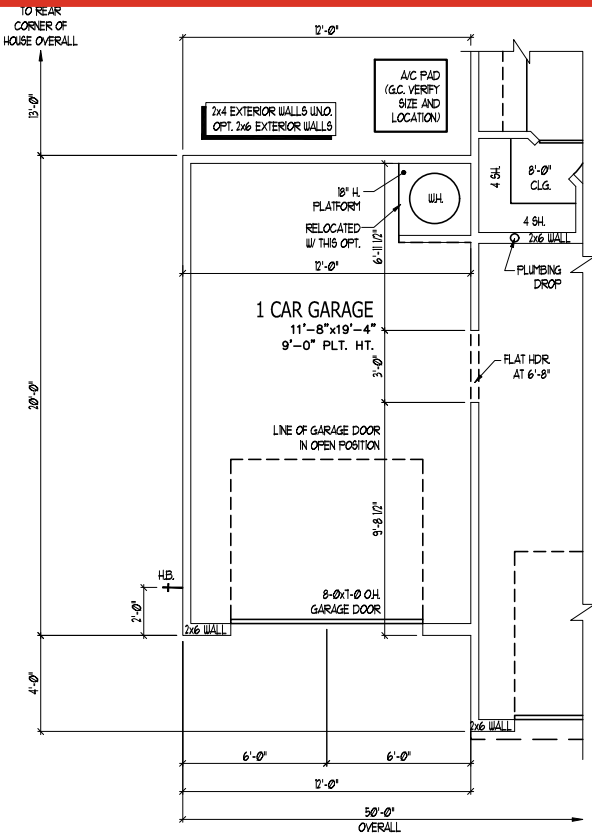 TO REAR
CORNER OF
HOUSE OVERALL
12'-0"
13'-0"
2x4 EXTERIOR WALLS U.N.O.
OPT. 2x6 EXTERIOR WALLS
A/C PAD
(G.C. VERIFY
SIZE AND
LOCATION)
4 SH.
8'-0"
CLG.
18" H.
PLATFORM
W.H.
RELOCATED
W/ THIS OPT.
4 SH.
2x6 WALL
6'-11 1/2"
12'-0"
PLUMBING
DROP
1 CAR GARAGE
11'-8"x19'-4"
9'-0" PLT. HT.
3'-0"
FLAT HDR.
AT 6'-8"
20'-0"
LINE OF GARAGE DOOR
IN OPEN POSITION
9'-8 1/2"
H.B.
2'-0"
8-0x7-0 O.H.
GARAGE DOOR
2x6 WALL
4'-0"
2x6 WALL
6'-0"
6'-0"
12'-0"
50'-0"
OVERALL